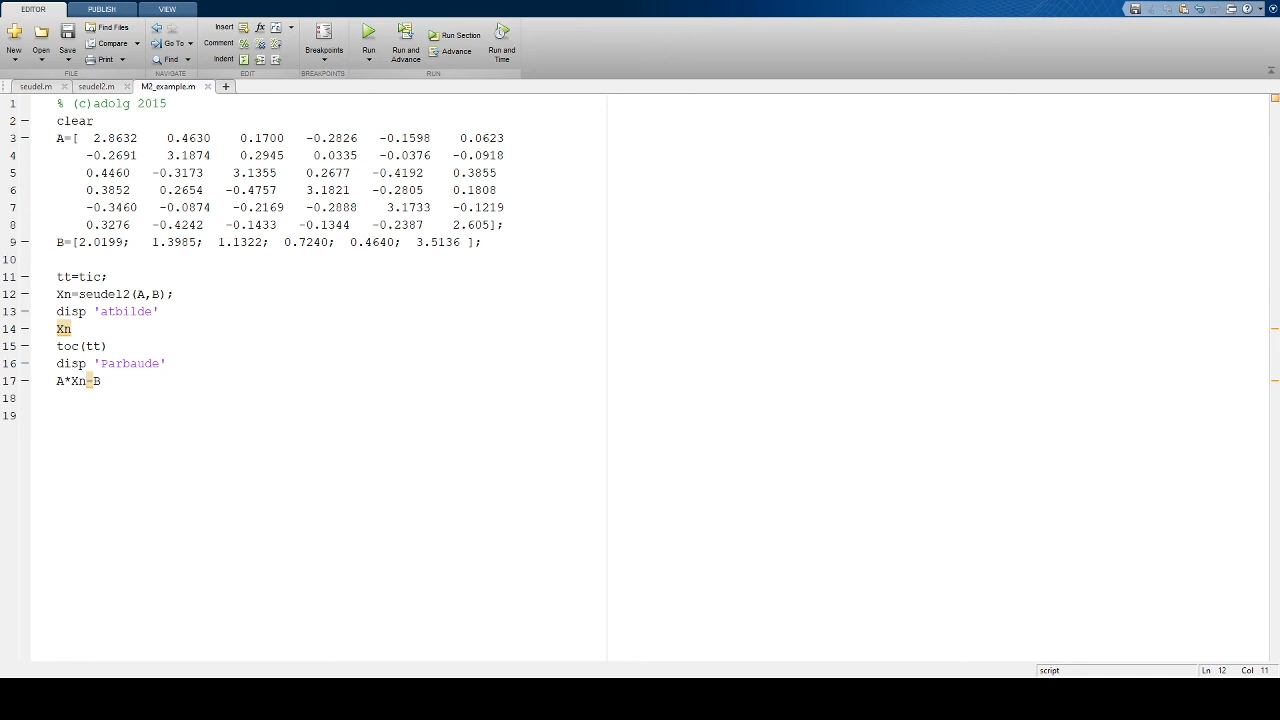 EDITOR PUBLISH VIEW
New Open Save Find Files Compare Print
FILE
Go To Find
NAVIGATE
Insert fx
Comment
Indent
EDIT
Breakpoints
BREAKPOINTS
Run Run and Advance Run Section Advance Run and Time
RUN
seudel.m seudel2.m M2_example.m
1 % (c)adolg 2015
2 clear
3 A=[ 2.8632 0.4630 0.1700 -0.2826 -0.1598 0.0623
4 -0.2691 3.1874 0.2945 0.0335 -0.0376 -0.0918
5 0.4460 -0.3173 3.1355 0.2677 -0.4192 0.3855
6 0.3852 0.2654 -0.4757 3.1821 -0.2805 0.1808
7 -0.3460 -0.0874 -0.2169 -0.2888 3.1733 -0.1219
8 0.3276 -0.4242 -0.1433 -0.1344 -0.2387 2.605];
9 B=[2.0199; 1.3985; 1.1322; 0.7240; 0.4640; 3.5136 ];
10
11 tt=tic;
12 Xn=seudel2(A,B);
13 disp 'atbilde'
14 Xn
15 toc(tt)
16 disp 'Parbaude'
17 A*Xn-B
18
19
script Ln 12 Col 11